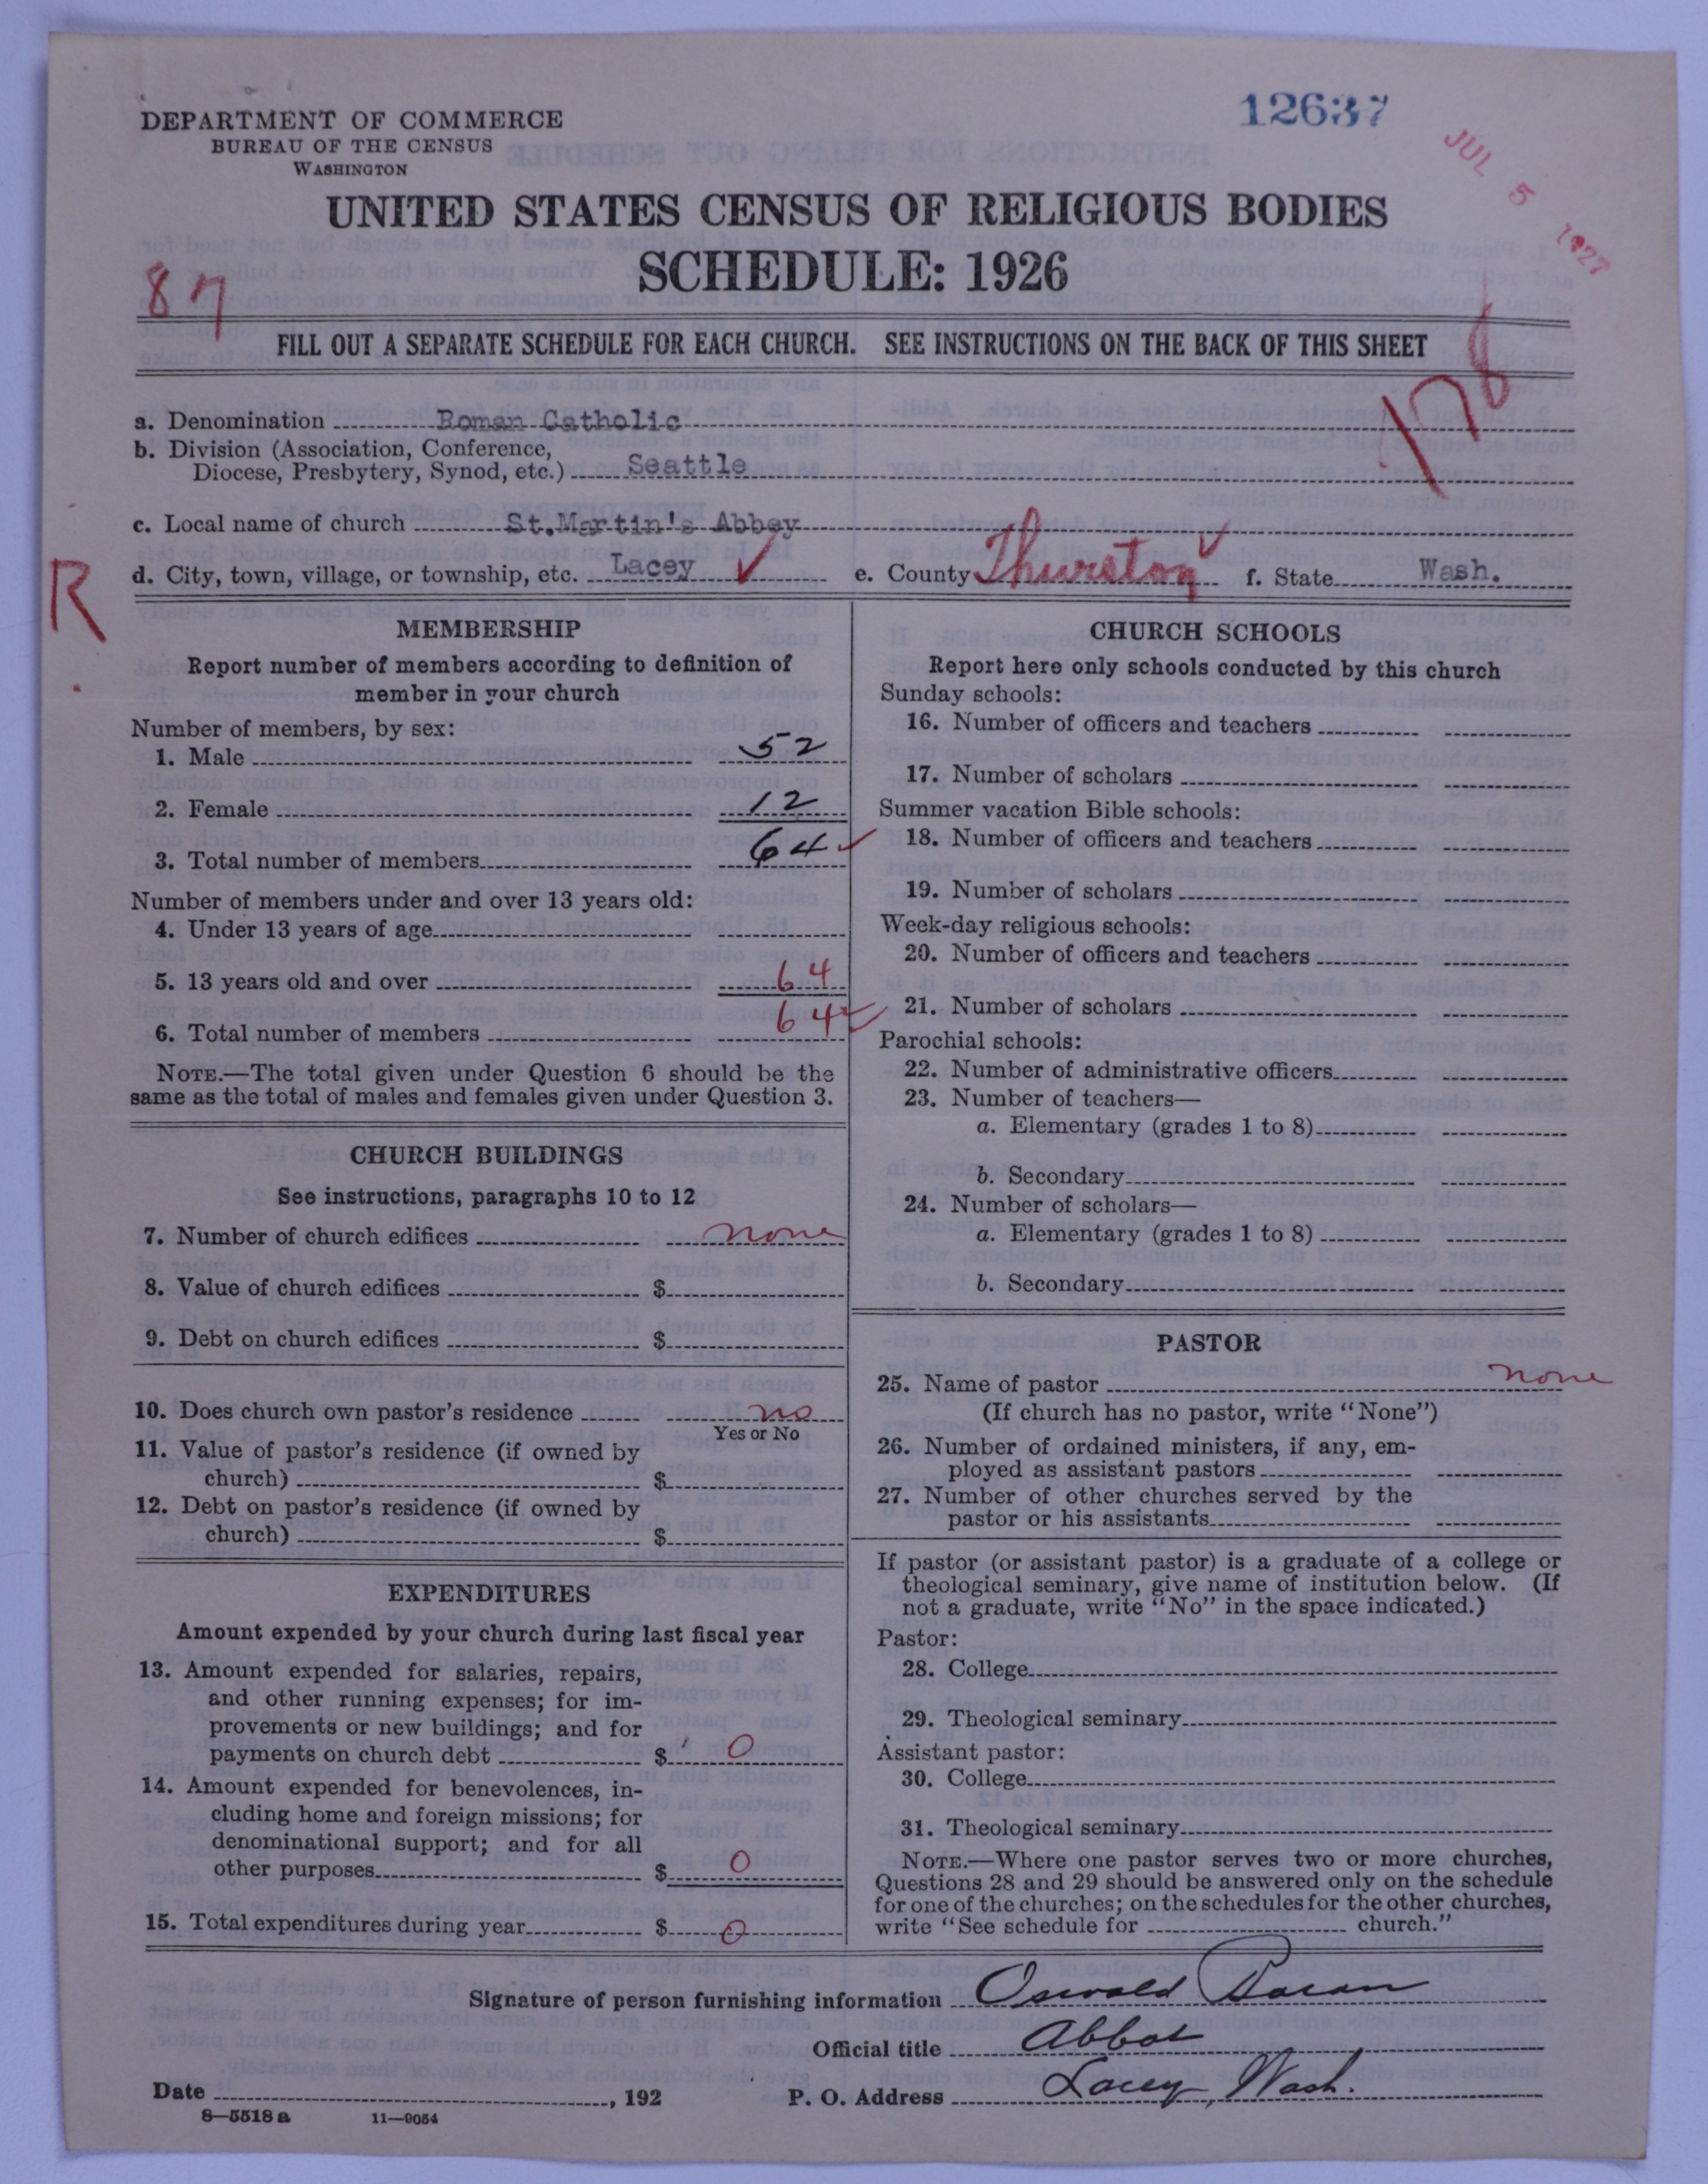 12637
JUL 5 1927
DEPARTMENT OF COMMERCE
BUREAU OF THE CENSUS
WASHINGTON
UNITED STATES CENSUS OF RELIGIOUS BODIES
SCHEDULE: 1926
87
FILL OUT A SEPARATE SCHEDULE FOR EACH CHURCH. SEE INSTRUCTIONS ON THE BACK OF THIS SHEET
a. Denomination Roman Catholic
b. Division (Association, Conference,
Diocese, Presbytery, Synod, etc.) Seattle
c. Local name of church St.Martin's Abbey
R
d. City, town, village, or township, etc. Lacey ✓ e. County Thurston ✓ f. State Wash.
MEMBERSHIP
Report number of members according to definition of
member in your church
Number of members, by sex:
1. Male 52
2. Female 12
3. Total number of members 64 ✓
Number of members under and over 13 years old:
4. Under 13 years of age
5. 13 years old and over 64
6. Total number of members 64 ✓
NOTE.—The total given under Question 6 should be the
same as the total of males and females given under Question 3.
CHURCH BUILDINGS
See instructions, paragraphs 10 to 12
7. Number of church edifices none
8. Value of church edifices $
9. Debt on church edifices $
10. Does church own pastor's residence no
Yes or No
11. Value of pastor's residence (if owned by
church) $
12. Debt on pastor's residence (if owned by
church) $
EXPENDITURES
Amount expended by your church during last fiscal year
13. Amount expended for salaries, repairs,
and other running expenses; for im-
provements or new buildings; and for
payments on church debt $ 0
14. Amount expended for benevolences, in-
cluding home and foreign missions; for
denominational support; and for all
other purposes $ 0
15. Total expenditures during year $ 0
CHURCH SCHOOLS
Report here only schools conducted by this church
Sunday schools:
16. Number of officers and teachers
17. Number of scholars
Summer vacation Bible schools:
18. Number of officers and teachers
19. Number of scholars
Week-day religious schools:
20. Number of officers and teachers
21. Number of scholars
Parochial schools:
22. Number of administrative officers
23. Number of teachers—
a. Elementary (grades 1 to 8)
b. Secondary
24. Number of scholars—
a. Elementary (grades 1 to 8)
b. Secondary
PASTOR
25. Name of pastor none
(If church has no pastor, write "None")
26. Number of ordained ministers, if any, em-
ployed as assistant pastors
27. Number of other churches served by the
pastor or his assistants
If pastor (or assistant pastor) is a graduate of a college or
theological seminary, give name of institution below. (If
not a graduate, write "No" in the space indicated.)
Pastor:
28. College
29. Theological seminary
Assistant pastor:
30. College
31. Theological seminary
NOTE.—Where one pastor serves two or more churches,
Questions 28 and 29 should be answered only on the schedule
for one of the churches; on the schedules for the other churches,
write "See schedule for church."
Signature of person furnishing information Oswald Baran
Official title Abbot
Date , 192 P. O. Address Lacey, Wash.
8—5518 a 11—9054